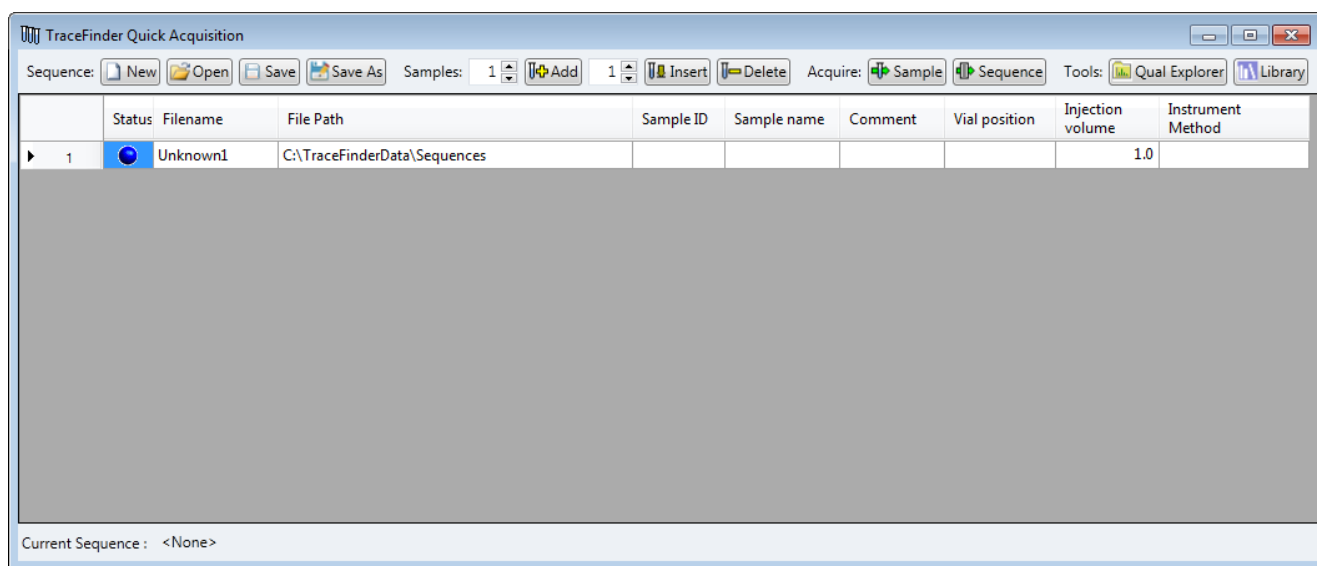 TraceFinder Quick Acquisition
Sequence: New Open Save Save As Samples: 1 Add 1 Insert Delete Acquire: Sample Sequence Tools: Qual Explorer Library
Status Filename File Path Sample ID Sample name Comment Vial position Injection volume Instrument Method
1 Unknown1 C:\TraceFinderData\Sequences 1.0
Current Sequence : <None>